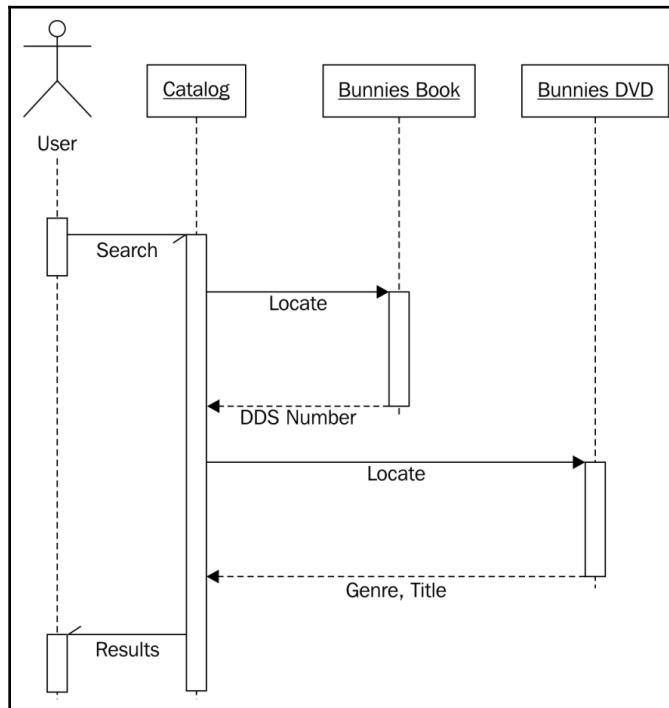 User
Catalog
Bunnies Book
Bunnies DVD
Search
Locate
DDS Number
Locate
Genre, Title
Results